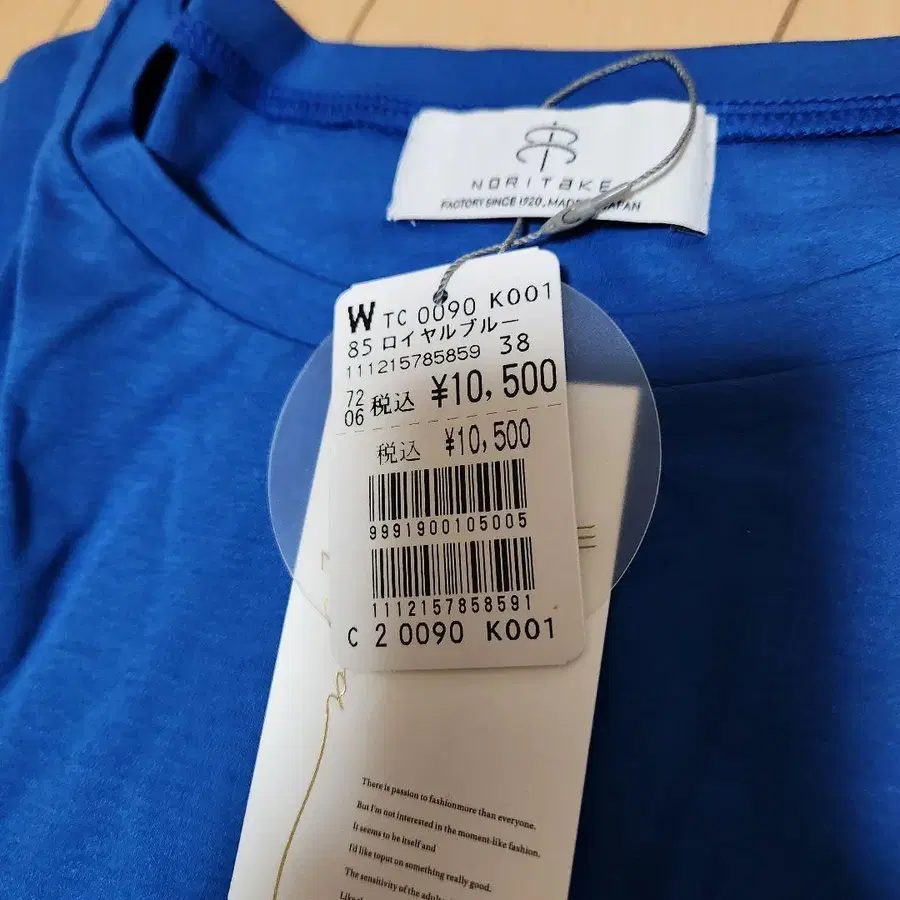 NORITAKE
FACTORY SINCE 1920, MADE JAPAN
W TC 0090 K001
85 ロイヤルブルー
111215785859 38
72
06 税込 ¥10,500
税込 ¥10,500
9991900105005
1112157858591
C 2 0090 K001
There is passion to fashionmore than everyone.
But I'm not interested in the moment-like fashion.
It seems to be itself and
I'd like toput on something really good.
The sensitivity of the adult
Like